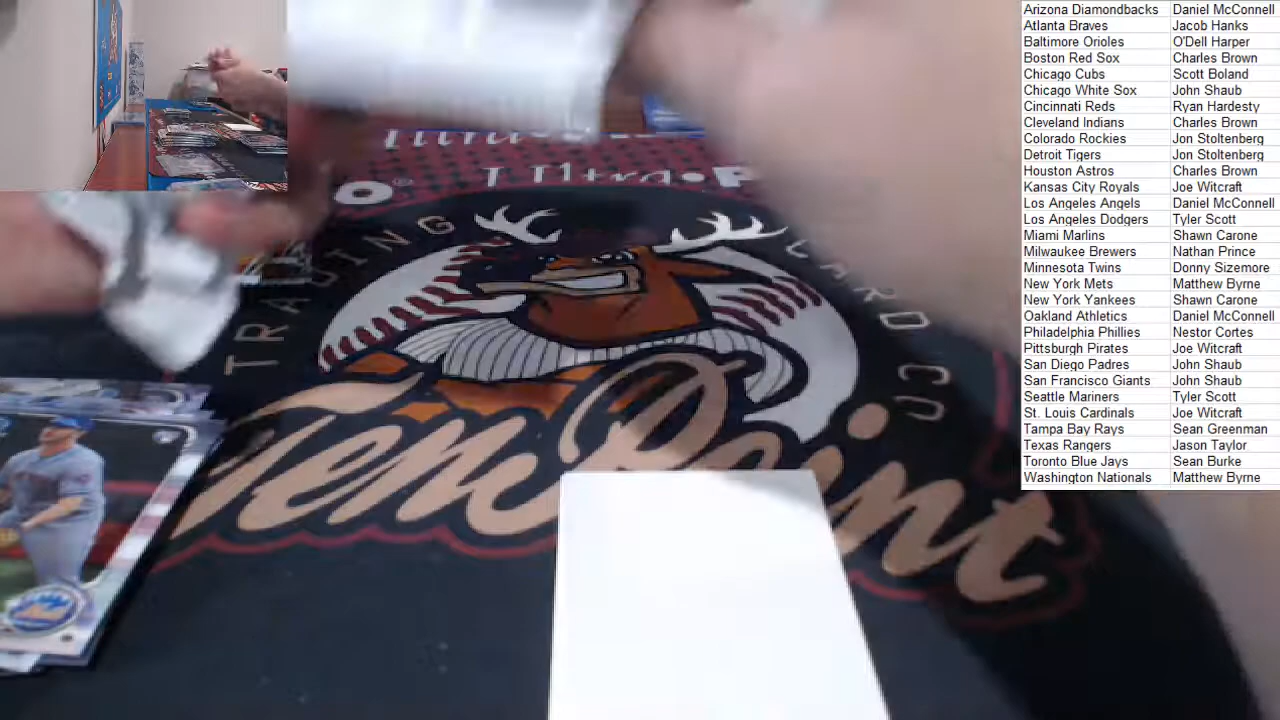 Arizona Diamondbacks Daniel McConnell
Atlanta Braves Jacob Hanks
Baltimore Orioles O'Dell Harper
Boston Red Sox Charles Brown
Chicago Cubs Scott Boland
Chicago White Sox John Shaub
Cincinnati Reds Ryan Hardesty
Cleveland Indians Charles Brown
Colorado Rockies Jon Stoltenberg
Detroit Tigers Jon Stoltenberg
Houston Astros Charles Brown
Kansas City Royals Joe Witcraft
Los Angeles Angels Daniel McConnell
Los Angeles Dodgers Tyler Scott
Miami Marlins Shawn Carone
Milwaukee Brewers Nathan Prince
Minnesota Twins Donny Sizemore
New York Mets Matthew Byrne
New York Yankees Shawn Carone
Oakland Athletics Daniel McConnell
Philadelphia Phillies Nestor Cortes
Pittsburgh Pirates Joe Witcraft
San Diego Padres John Shaub
San Francisco Giants John Shaub
Seattle Mariners Tyler Scott
St. Louis Cardinals Joe Witcraft
Tampa Bay Rays Sean Greenman
Texas Rangers Jason Taylor
Toronto Blue Jays Sean Burke
Washington Nationals Matthew Byrne
TRADING CARD CO
Ten Point